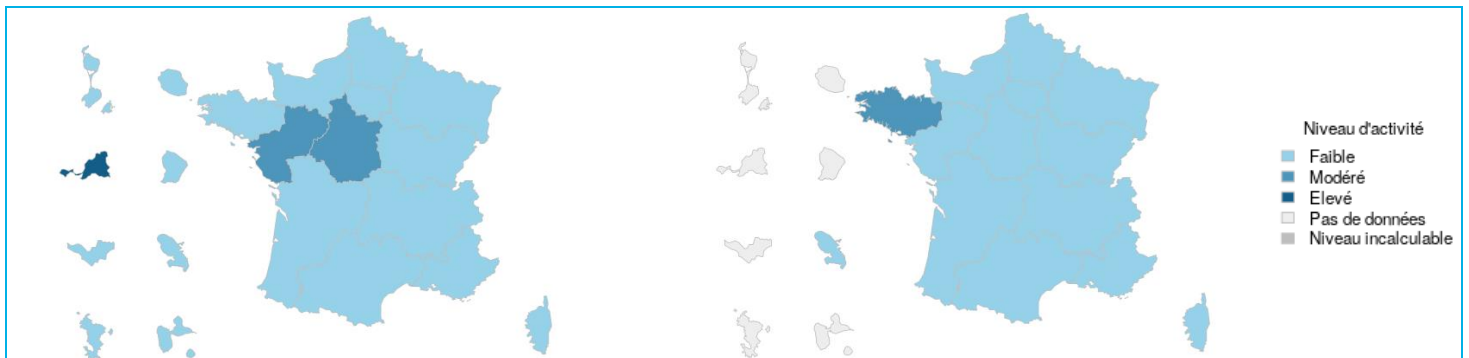 Niveau d'activité
Faible
Modéré
Elevé
Pas de données
Niveau incalculable